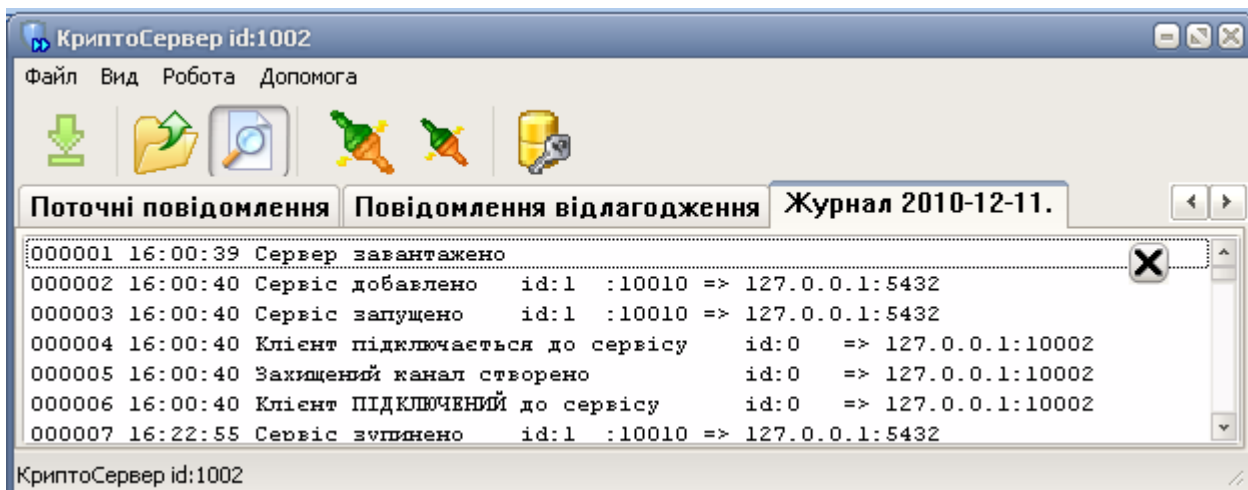 КриптоСервер id:1002
Файл Вид Робота Допомога
Поточні повідомлення Повідомлення відлагодження Журнал 2010-12-11.
000001 16:00:39 Сервер завантажено
000002 16:00:40 Сервіс добавлено id:1 :10010 => 127.0.0.1:5432
000003 16:00:40 Сервіс запущено id:1 :10010 => 127.0.0.1:5432
000004 16:00:40 Клієнт підключається до сервісу id:0 => 127.0.0.1:10002
000005 16:00:40 Захищений канал створено id:0 => 127.0.0.1:10002
000006 16:00:40 Клієнт ПІДКЛЮЧЕНИЙ до сервісу id:0 => 127.0.0.1:10002
000007 16:22:55 Сервіс зупинено id:1 :10010 => 127.0.0.1:5432
КриптоСервер id:1002